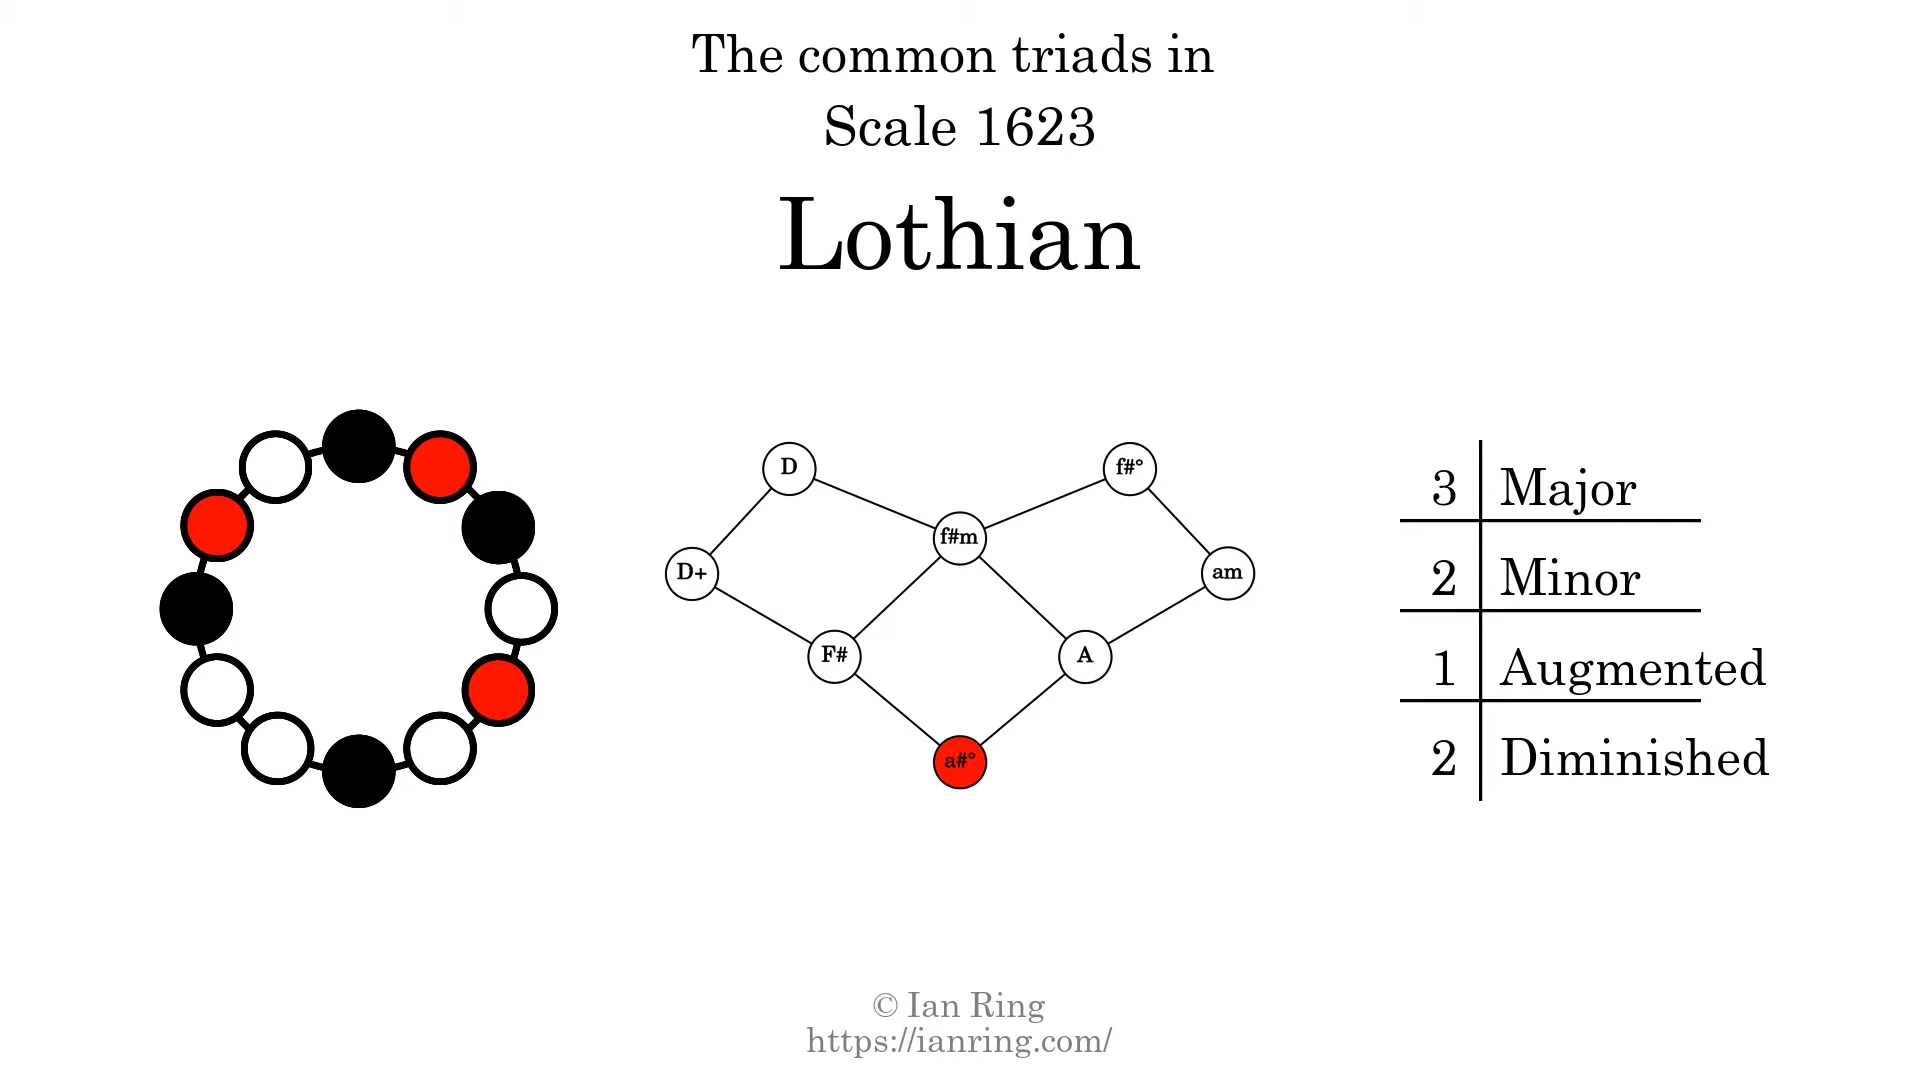 The common triads in
Scale 1623
Lothian
D
f#°
f#m
D+
am
F#
A
a#°
3 Major
2 Minor
1 Augmented
2 Diminished
© Ian Ring
https://ianring.com/